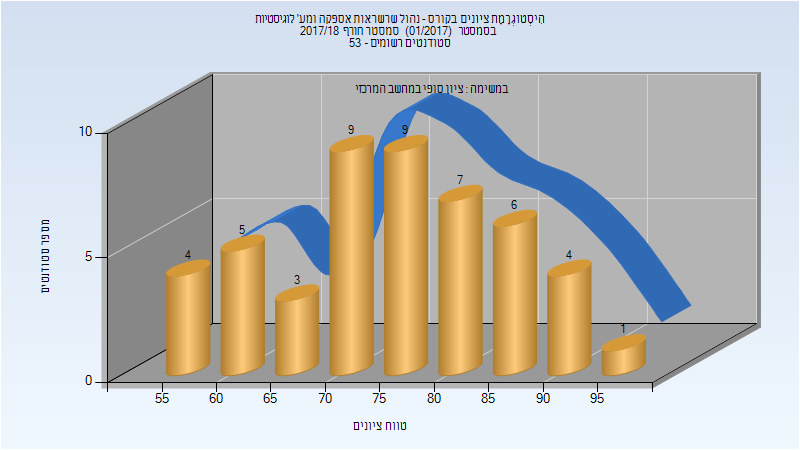 היסטוגרמת ציונים בקורס - נהול שרשראות אספקה ומע' לוגיסטיות
בסמסטר (01/2017) סמסטר חורף 2017/18
סטודנטים רשומים - 53
במשימה : ציון סופי במחשב המרכזי
מספר סטודנטים
10
5
0
4
5
3
9
9
7
6
4
1
55 60 65 70 75 80 85 90 95
טווח ציונים